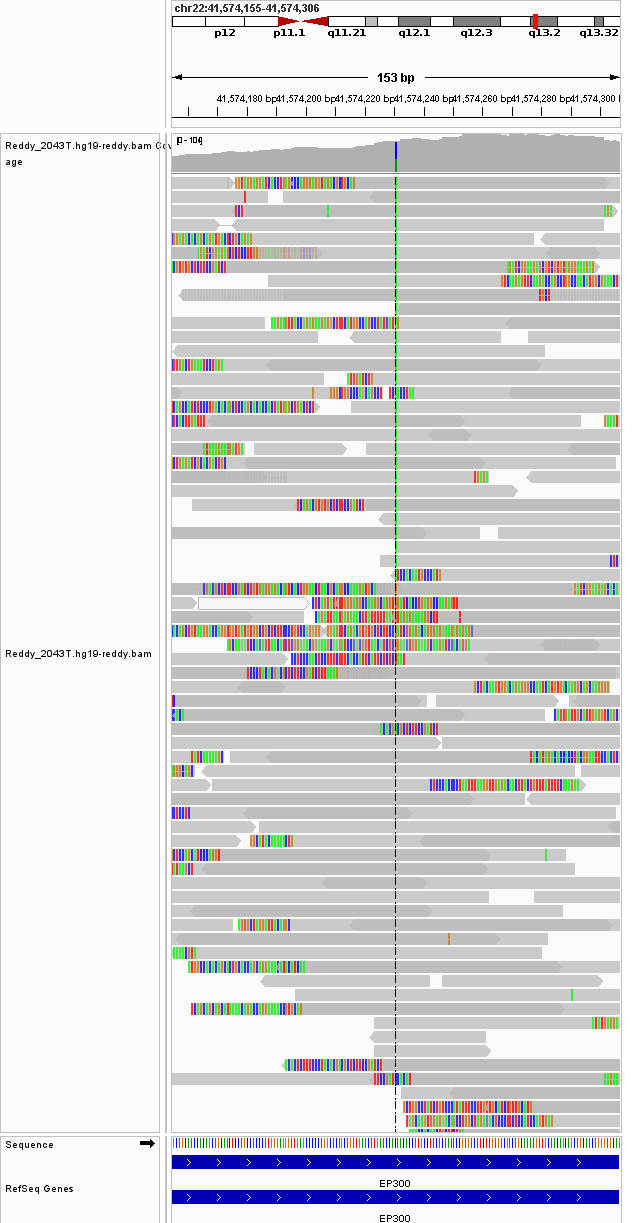 chr22:41,574,155-41,574,306
p12 p11.1 q11.21 q12.1 q12.3 q13.2 q13.32
153 bp
41,574,180 bp 41,574,200 bp 41,574,220 bp 41,574,240 bp 41,574,260 bp 41,574,280 bp 41,574,300 b
Reddy_2043T.hg19-reddy.bam Cov
age
[0 - 104]
Reddy_2043T.hg19-reddy.bam
Sequence
EP300
RefSeq Genes
EP300